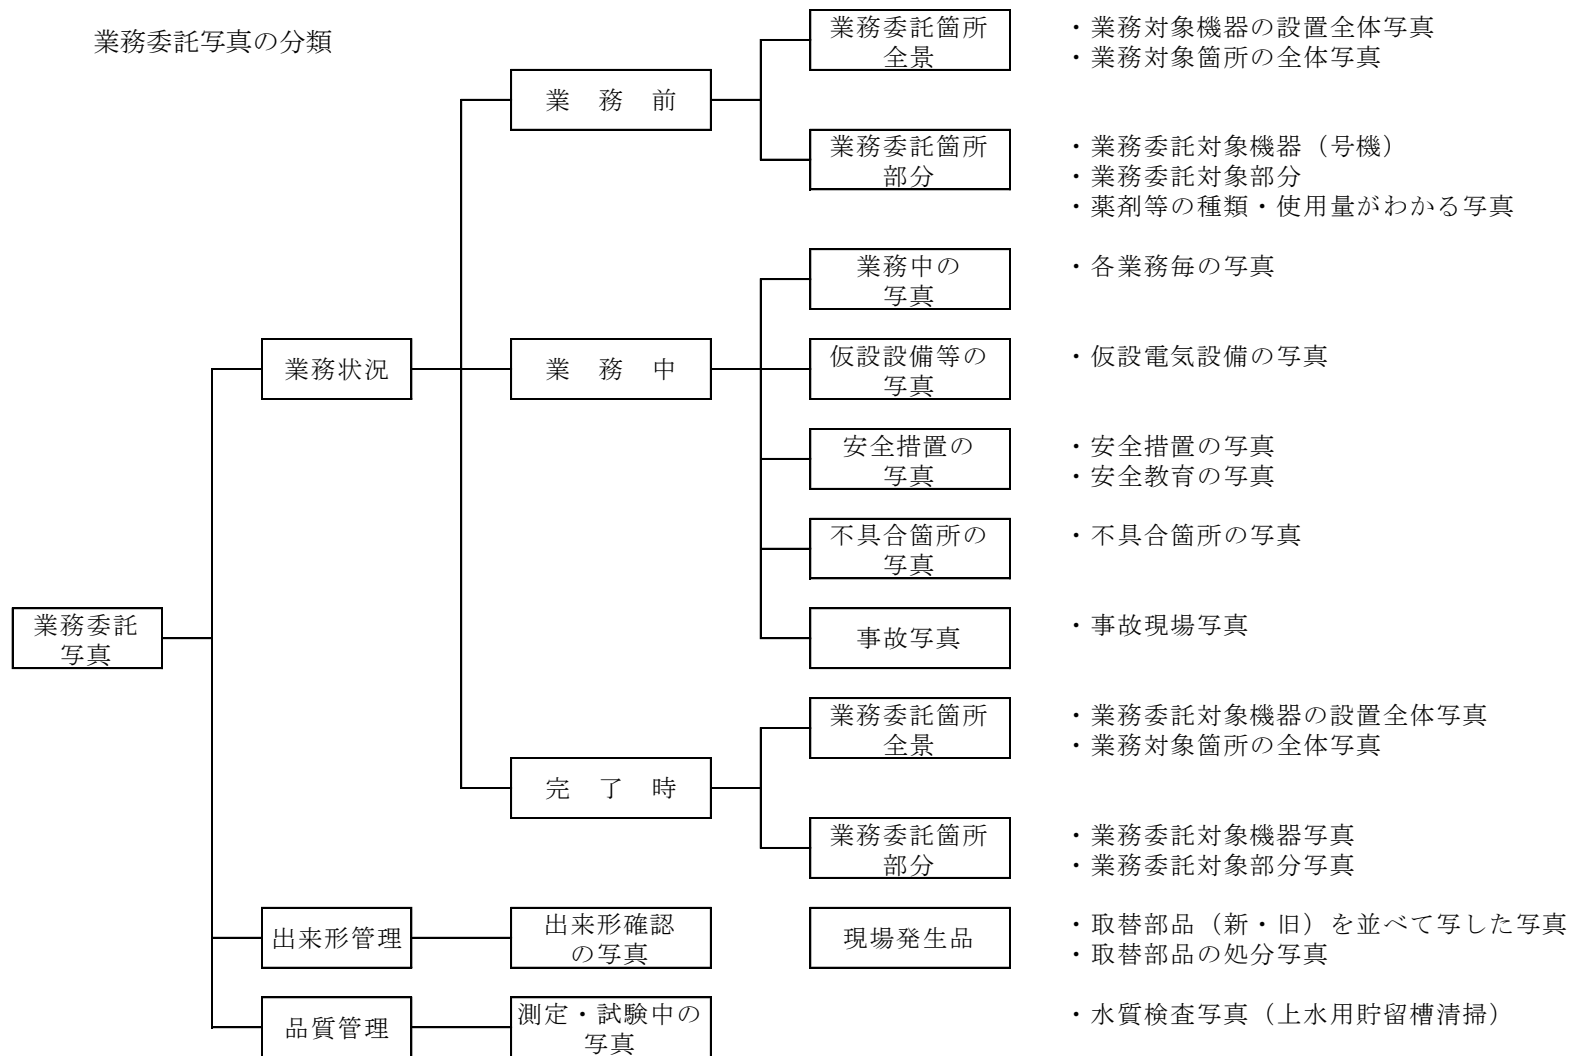 業務委託写真の分類
業務委託
写真
業務状況
業　務　前
業務委託箇所
全景
・業務対象機器の設置全体写真
・業務対象箇所の全体写真
業務委託箇所
部分
・業務委託対象機器（号機）
・業務委託対象部分
・薬剤等の種類・使用量がわかる写真
業　務　中
業務中の
写真
・各業務毎の写真
仮設設備等の
写真
・仮設電気設備の写真
安全措置の
写真
・安全措置の写真
・安全教育の写真
不具合箇所の
写真
・不具合箇所の写真
事故写真
・事故現場写真
完　了　時
業務委託箇所
全景
・業務委託対象機器の設置全体写真
・業務対象箇所の全体写真
業務委託箇所
部分
・業務委託対象機器写真
・業務委託対象部分写真
出来形管理
出来形確認
の写真
現場発生品
・取替部品（新・旧）を並べて写した写真
・取替部品の処分写真
品質管理
測定・試験中の
写真
・水質検査写真（上水用貯留槽清掃）